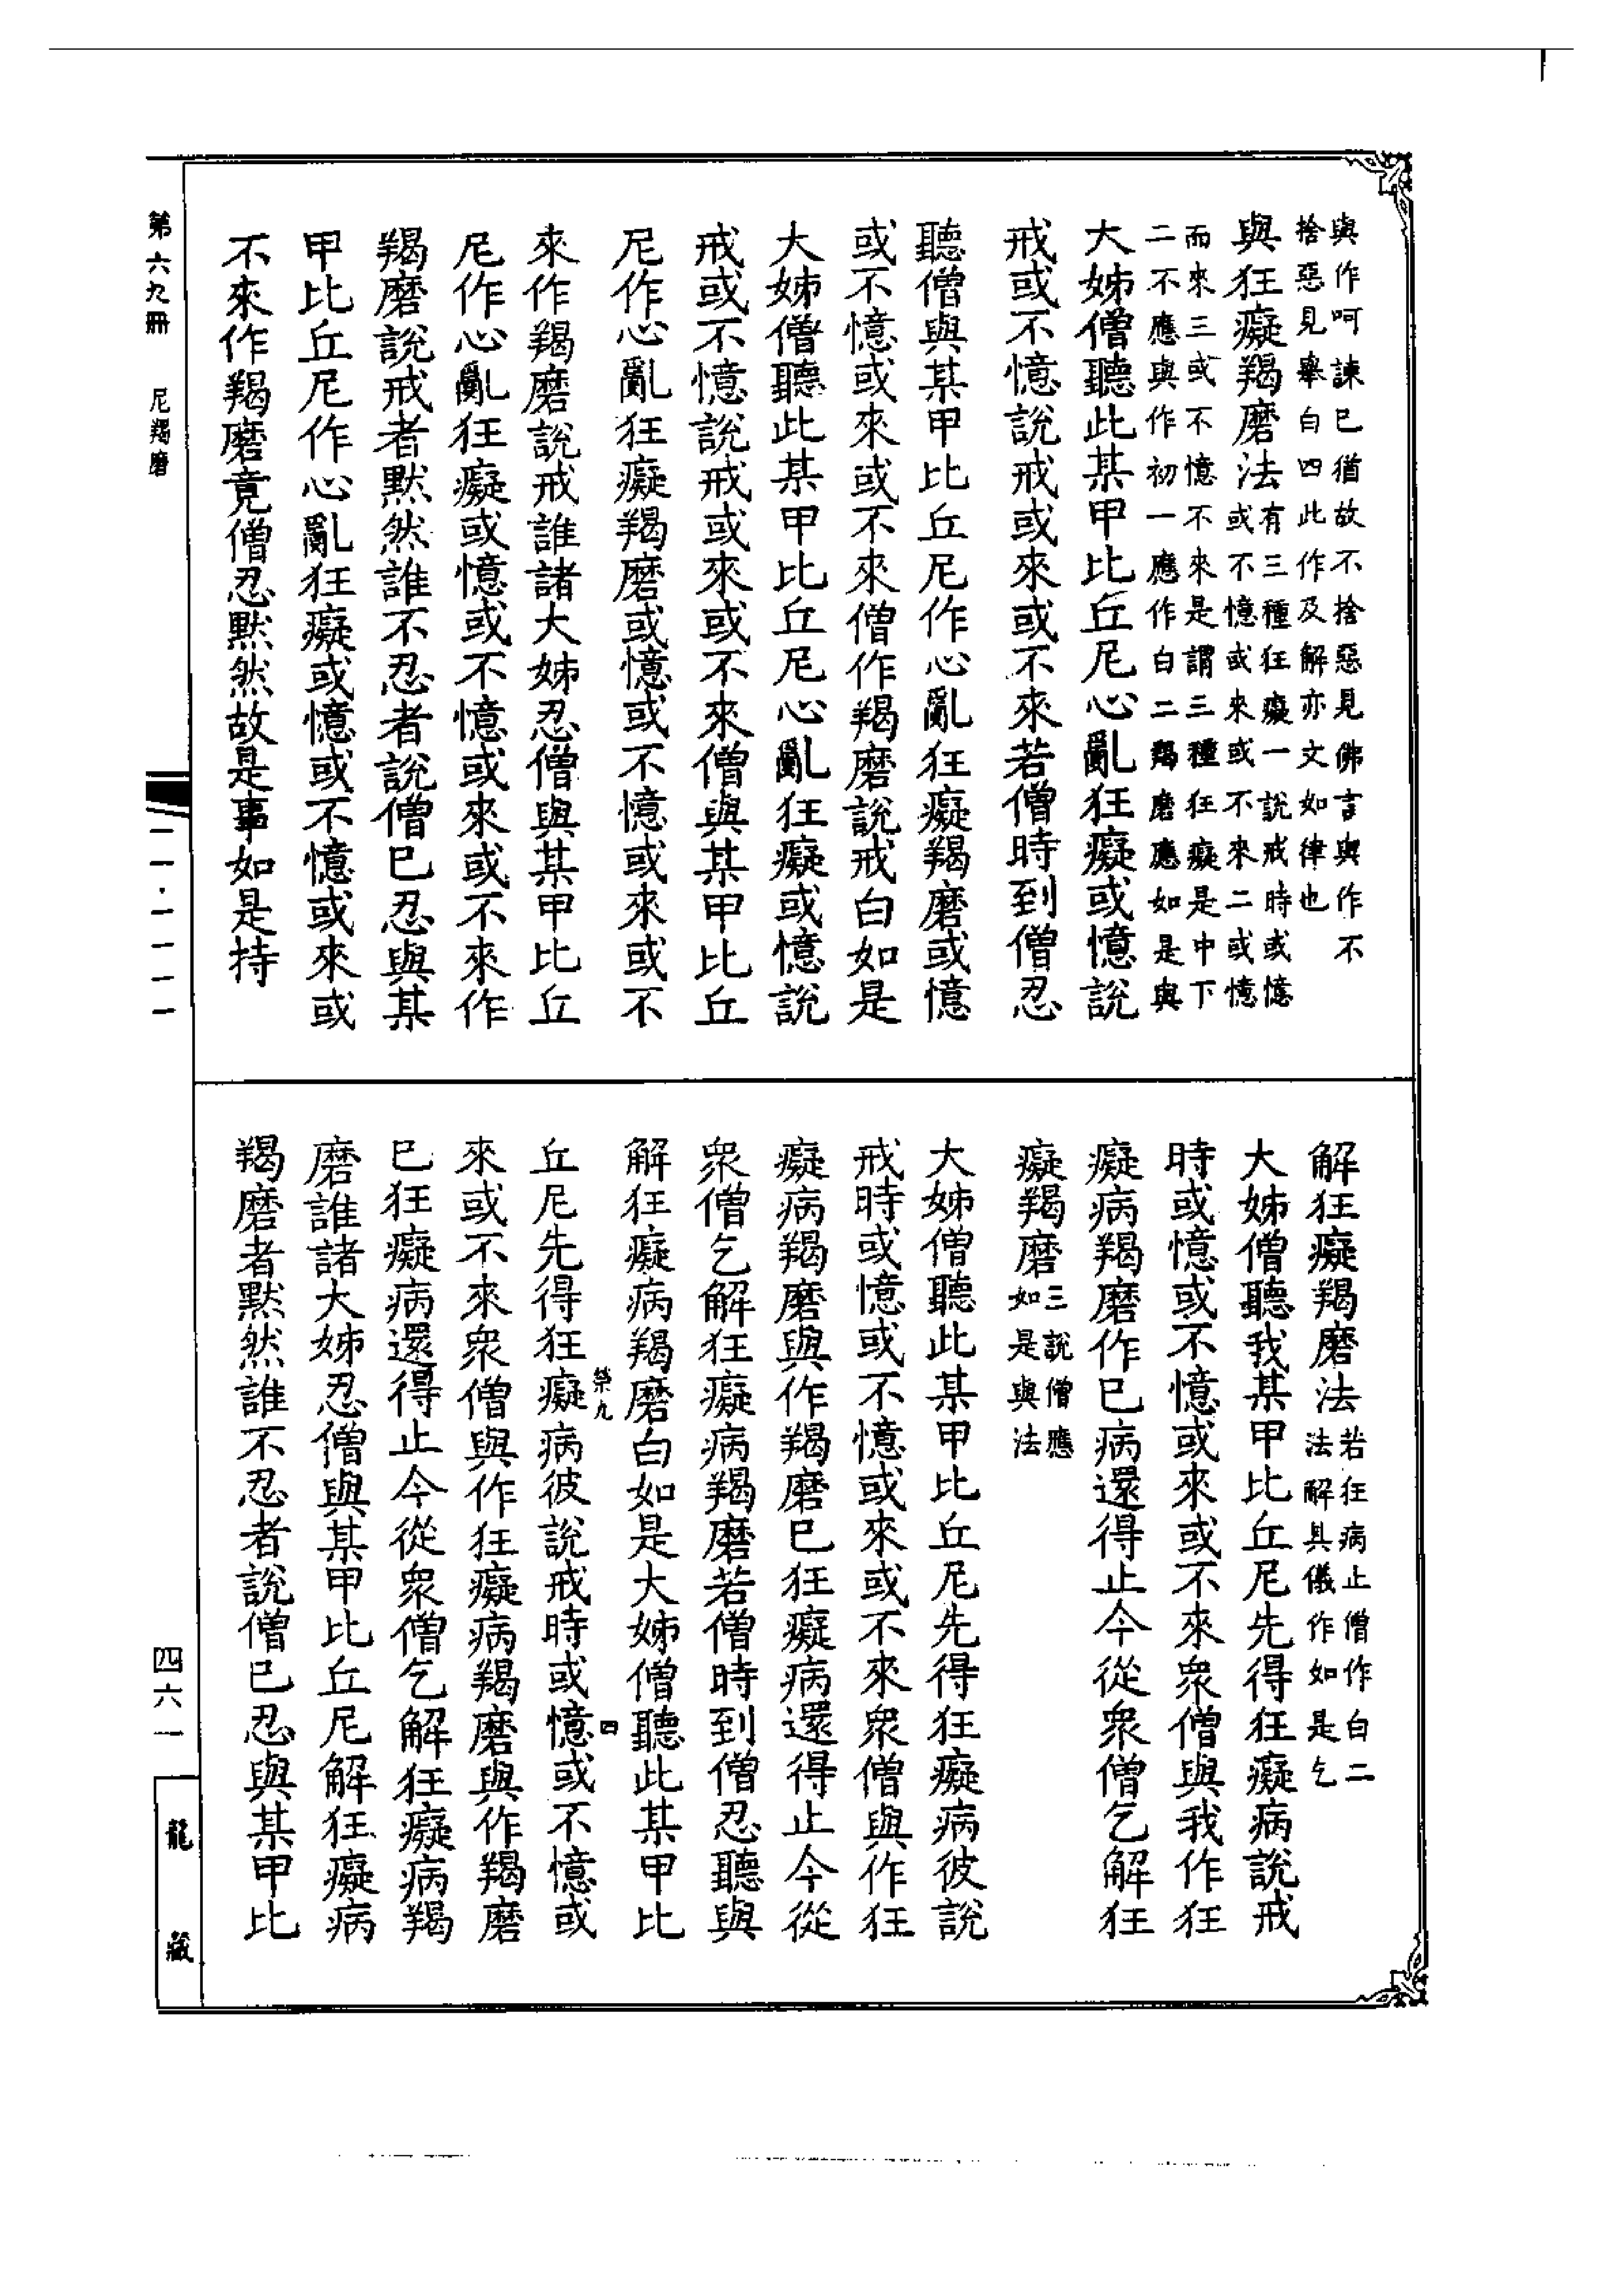 與作呵諫已猶故不捨惡見佛言與作不
捨惡見舉白四此作及解亦文如律也
與狂癡羯磨法有三種狂癡一說戒時或憶
或不憶或來或不來二或憶
而來三或不憶不來是謂三種狂癡是中下
二不應與作初一應作白二羯磨應如是與
大姊僧聽此某甲比丘尼心亂狂癡或憶說
戒或不憶說戒或來或不來若僧時到僧忍
聽僧與某甲比丘尼作心亂狂癡羯磨或憶
或不憶或來或不來僧作羯磨說戒白如是
大姊僧聽此某甲比丘尼心亂狂癡或憶說
戒或不憶說戒或來或不來僧與某甲比丘
尼作心亂狂癡羯磨或憶或不憶或來或不
來作羯磨說戒誰諸大姊忍僧與某甲比丘
尼作心亂狂癡或憶或不憶或來或不來作
羯磨說戒者默然誰不忍者說僧已忍與某
甲比丘尼作心亂狂癡或憶或不憶或來或
不來作羯磨竟僧忍默然故是事如是持
解狂癡羯磨法若狂病止僧作白二
法解具儀作如是乞
大姊僧聽我某甲比丘尼先得狂癡病說戒
時或憶或不憶或來或不來眾僧與我作狂
癡病羯磨作已病還得止今從眾僧乞解狂
癡羯磨三說僧應
如是與法
大姊僧聽此某甲比丘尼先得狂癡病彼說
戒時或憶或不憶或來或不來眾僧與作狂
癡病羯磨與作羯磨已狂癡病還得止今從
眾僧乞解狂癡病羯磨若僧時到僧忍聽與
解狂癡病羯磨白如是大姊僧聽此某甲比
榮九
四
丘尼先得狂癡病彼說戒時或憶或不憶或
來或不來眾僧與作狂癡病羯磨與作羯磨
已狂癡病還得止今從眾僧乞解狂癡病羯
磨誰諸大姊忍僧與某甲比丘尼解狂癡病
羯磨者默然誰不忍者說僧已忍與某甲比
第六九冊 尼羯磨
一一·一一一一
四六一
龍藏